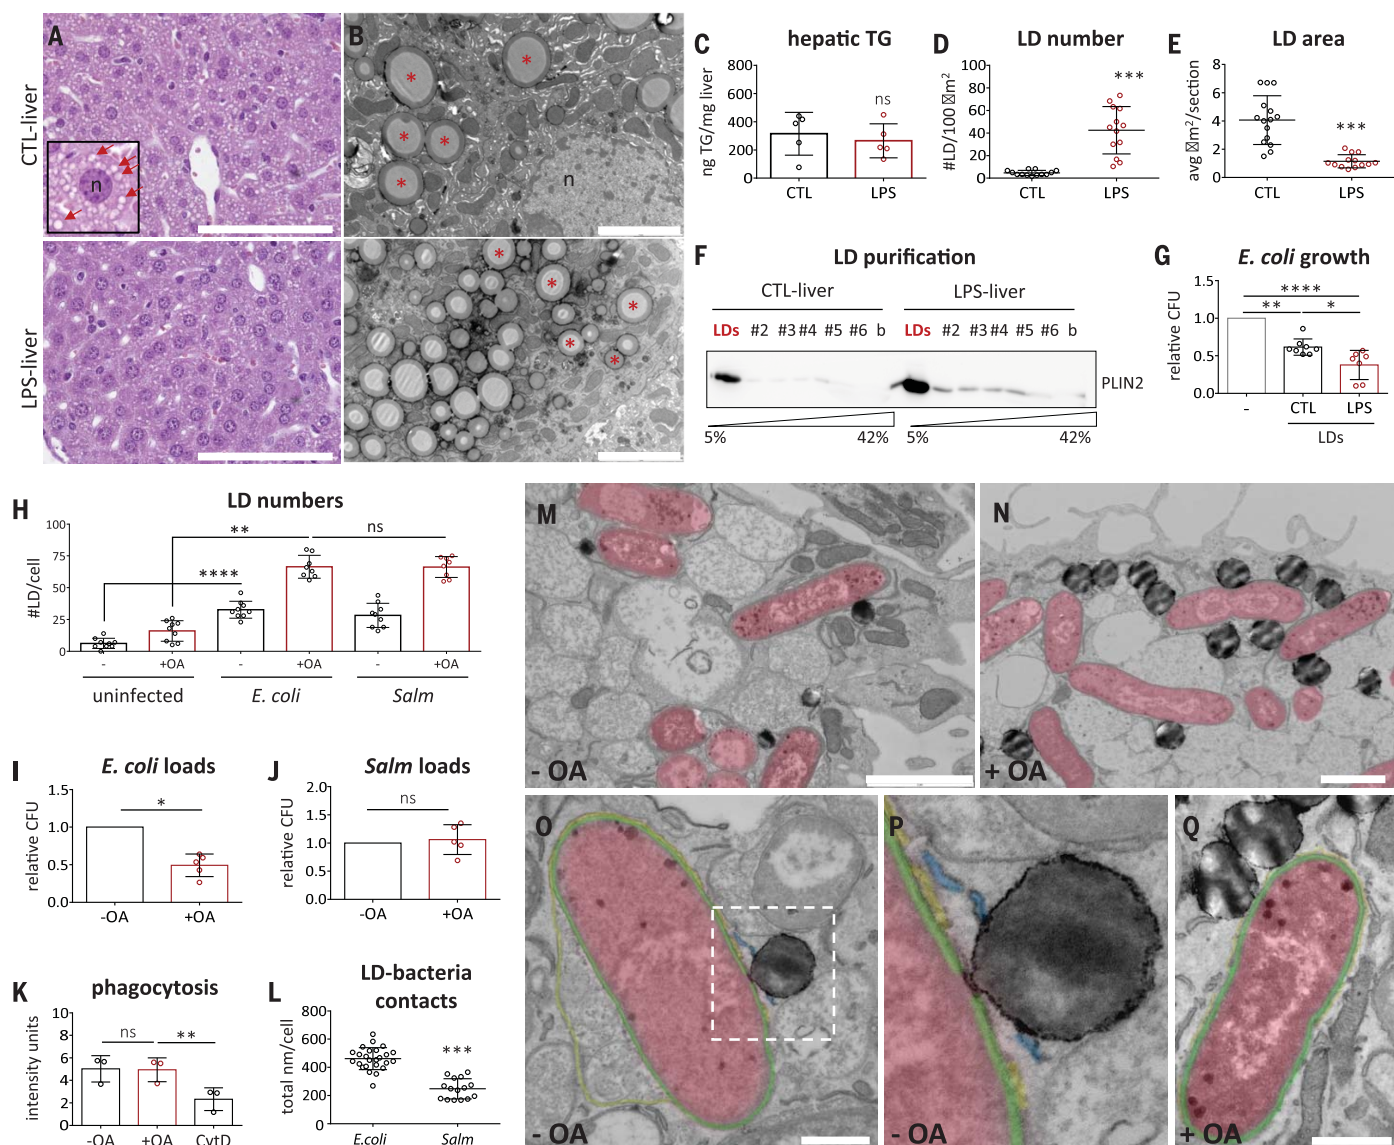 A
CTL-liver
n
LPS-liver
B
n
C hepatic TG
ng TG/mg liver
800
600
400
200
0
ns
CTL LPS
D LD number
#LD/100 m²
100
80
60
40
20
0
***
CTL LPS
E LD area
avg m²/section
8
6
4
2
0
***
CTL LPS
F LD purification
CTL-liver LPS-liver
LDs #2 #3 #4 #5 #6 b LDs #2 #3 #4 #5 #6 b
PLIN2
5% 42% 5% 42%
G E. coli growth
relative CFU
1.5
1.0
0.5
0.0
****
** *
- CTL LPS
LDs
H LD numbers
#LD/cell
100
75
50
25
0
** ns
****
- +OA - +OA - +OA
uninfected E. coli Salm
I E. coli loads
relative CFU
1.5
1.0
0.5
0.0
*
-OA +OA
J Salm loads
relative CFU
2.0
1.5
1.0
0.5
0.0
ns
-OA +OA
K phagocytosis
intensity units
10
8
6
4
2
0
ns **
-OA +OA CytD
L LD-bacteria
contacts
total nm/cell
800
600
400
200
0
***
E.coli Salm
M
- OA
N
+ OA
O
- OA
P
- OA
Q
+ OA